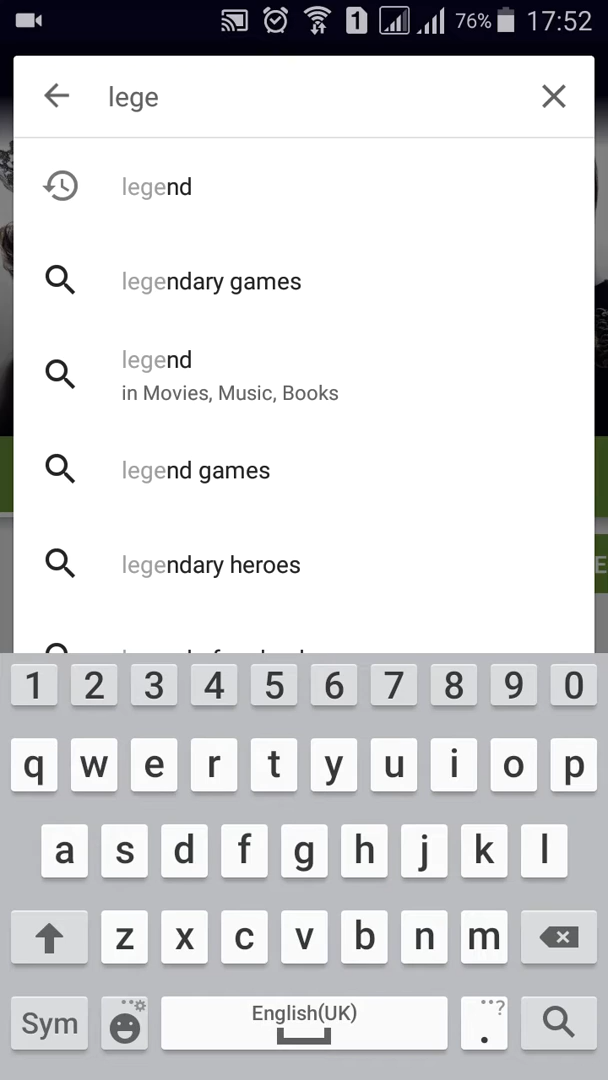 1 76% 17:52
lege
legend
legendary games
legend
in Movies, Music, Books
legend games
legendary heroes
1 2 3 4 5 6 7 8 9 0
q w e r t y u i o p
a s d f g h j k l
z x c v b n m
Sym English(UK) . ?